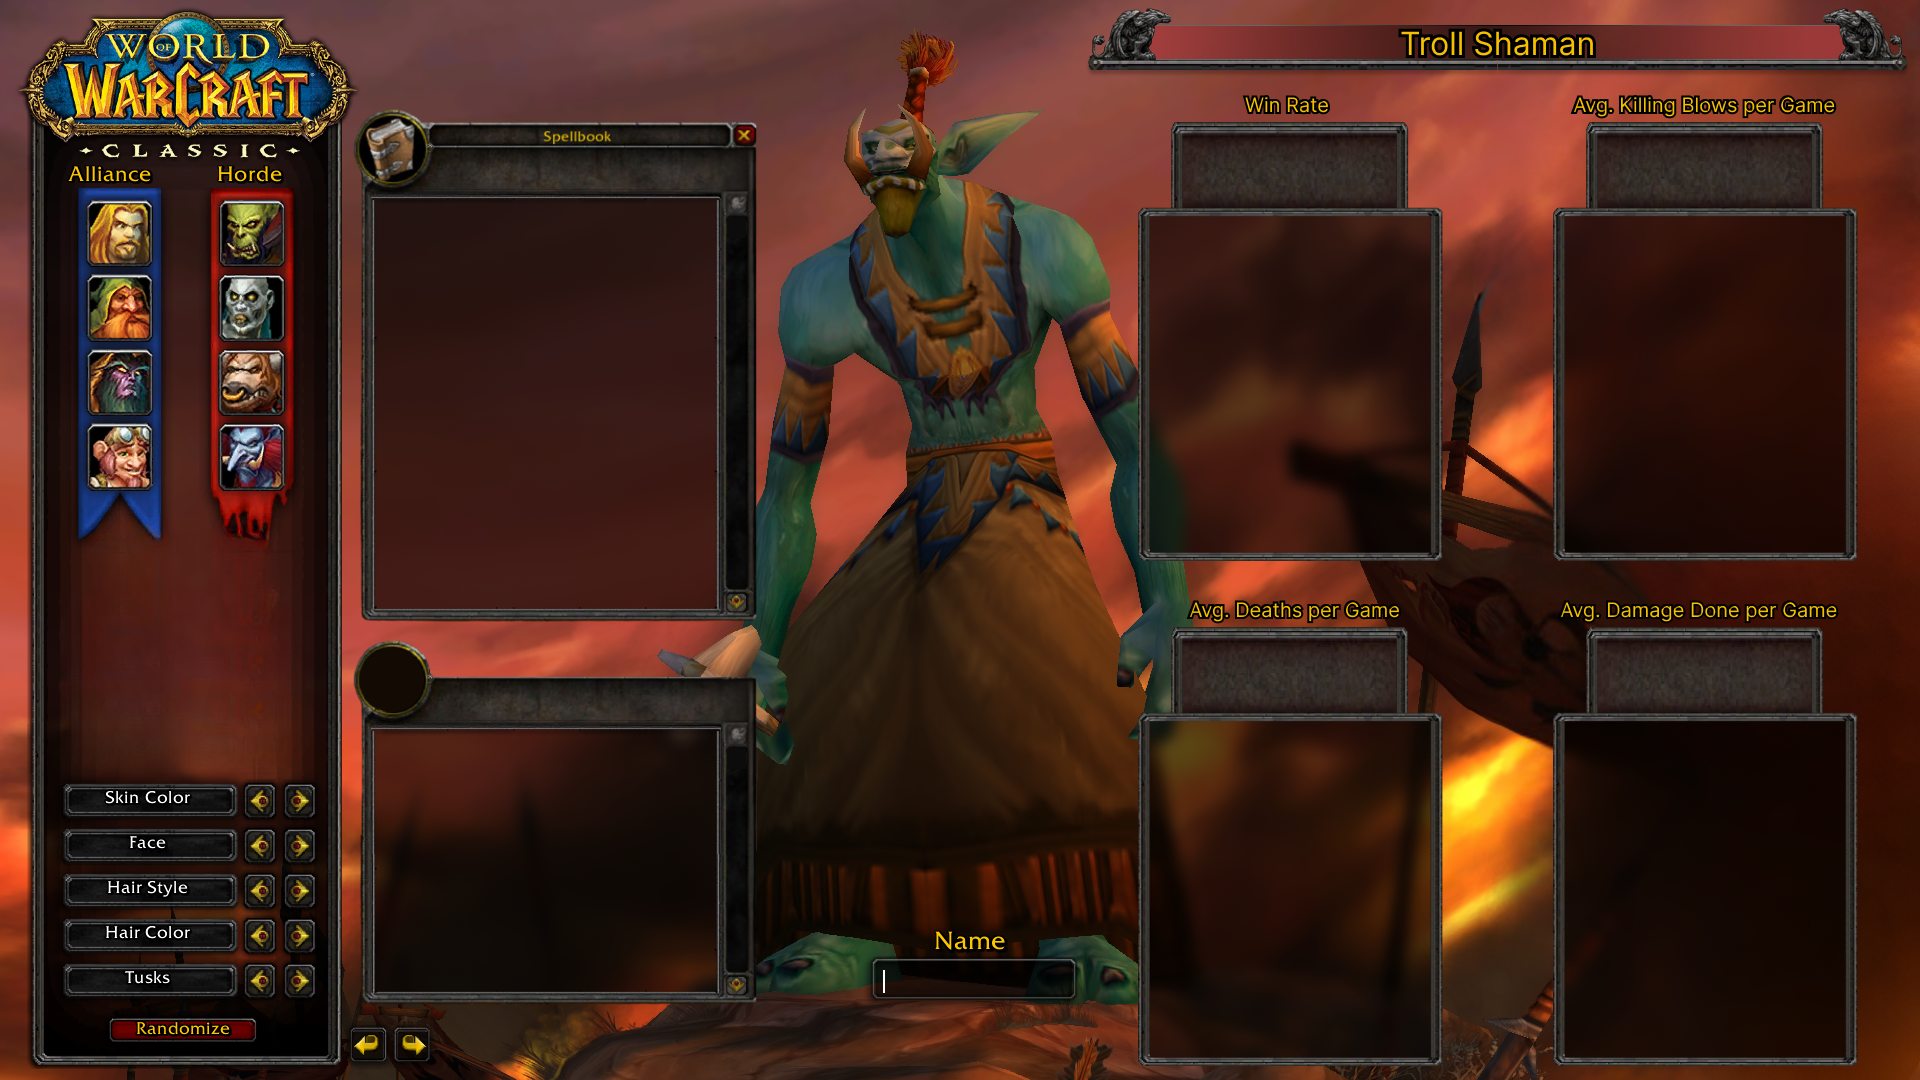 WORLD OF
WARCRAFT
CLASSIC
Alliance
Horde
Skin Color
Face
Hair Style
Hair Color
Tusks
Randomize
Spellbook
Name
Troll Shaman
Win Rate
Avg. Killing Blows per Game
Avg. Deaths per Game
Avg. Damage Done per Game